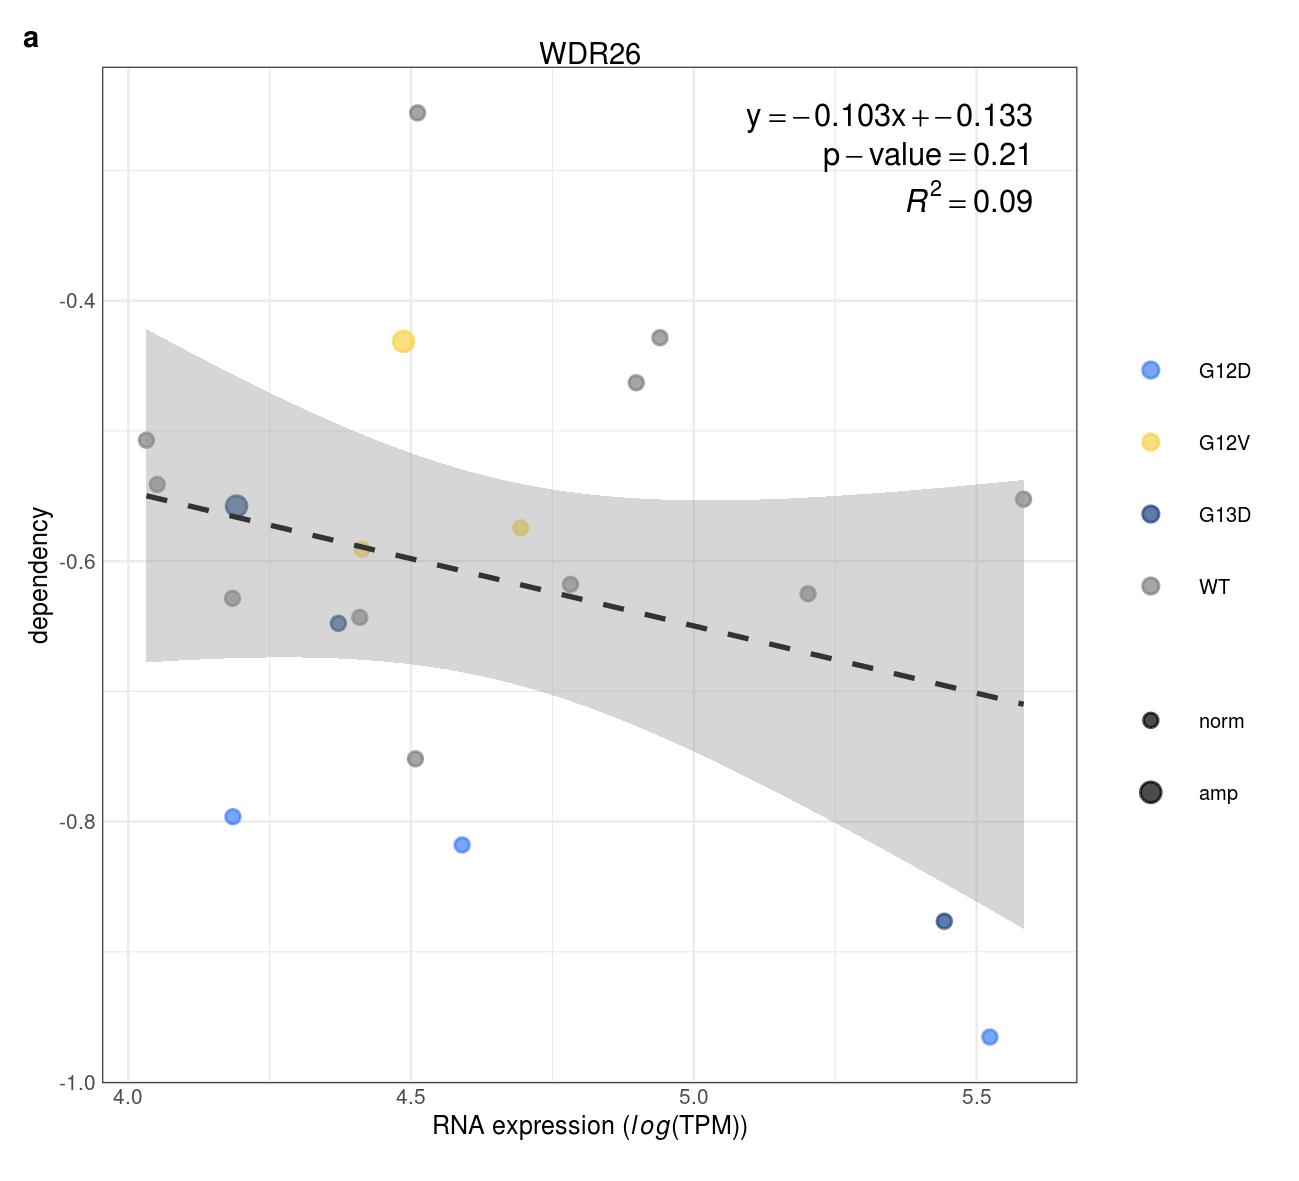 a
WDR26
y = −0.103x + −0.133
p − value = 0.21
R² = 0.09
-0.4
-0.6
-0.8
-1.0
dependency
4.0 4.5 5.0 5.5
RNA expression (log(TPM))
G12D
G12V
G13D
WT
norm
amp